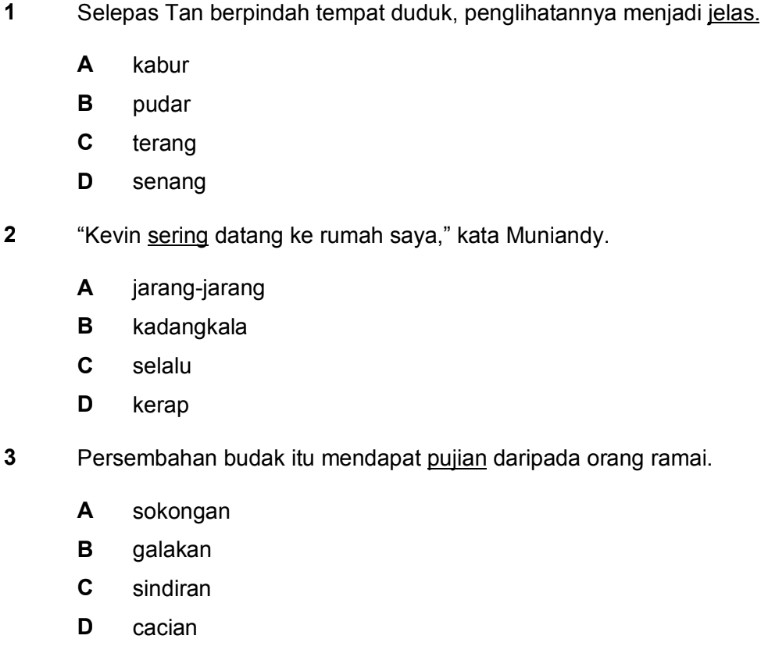 1 Selepas Tan berpindah tempat duduk, penglihatannya menjadi jelas.
A kabur
B pudar
C terang
D senang
2 “Kevin sering datang ke rumah saya,” kata Muniandy.
A jarang-jarang
B kadangkala
C selalu
D kerap
3 Persembahan budak itu mendapat pujian daripada orang ramai.
A sokongan
B galakan
C sindiran
D cacian